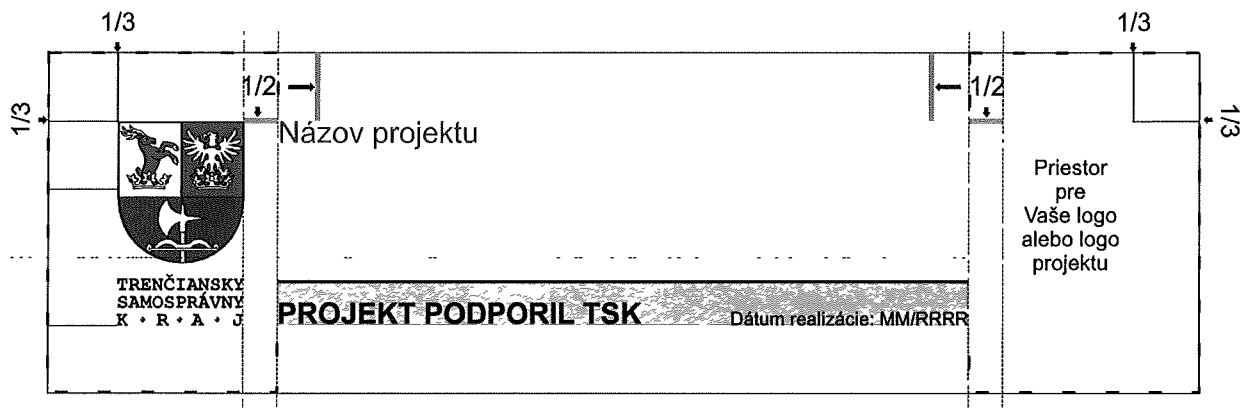 1/3
1/3
1/2
1/2
1/3
1/3
Názov projektu
Priestor
pre
Vaše logo
alebo logo
projektu
TRENČIANSKY
SAMOSPRÁVNY
K • R • A • J
PROJEKT PODPORIL TSK
Dátum realizácie: MM/RRRR